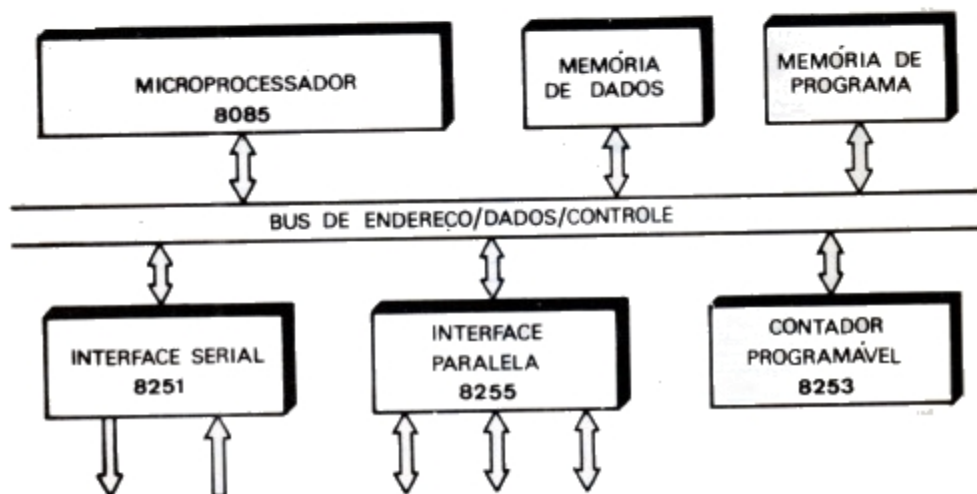 MICROPROCESSADOR
8085
MEMÓRIA
DE DADOS
MEMÓRIA DE
PROGRAMA
BUS DE ENDEREÇO/DADOS/CONTROLE
INTERFACE SERIAL
8251
INTERFACE
PARALELA
8255
CONTADOR
PROGRAMÁVEL
8253